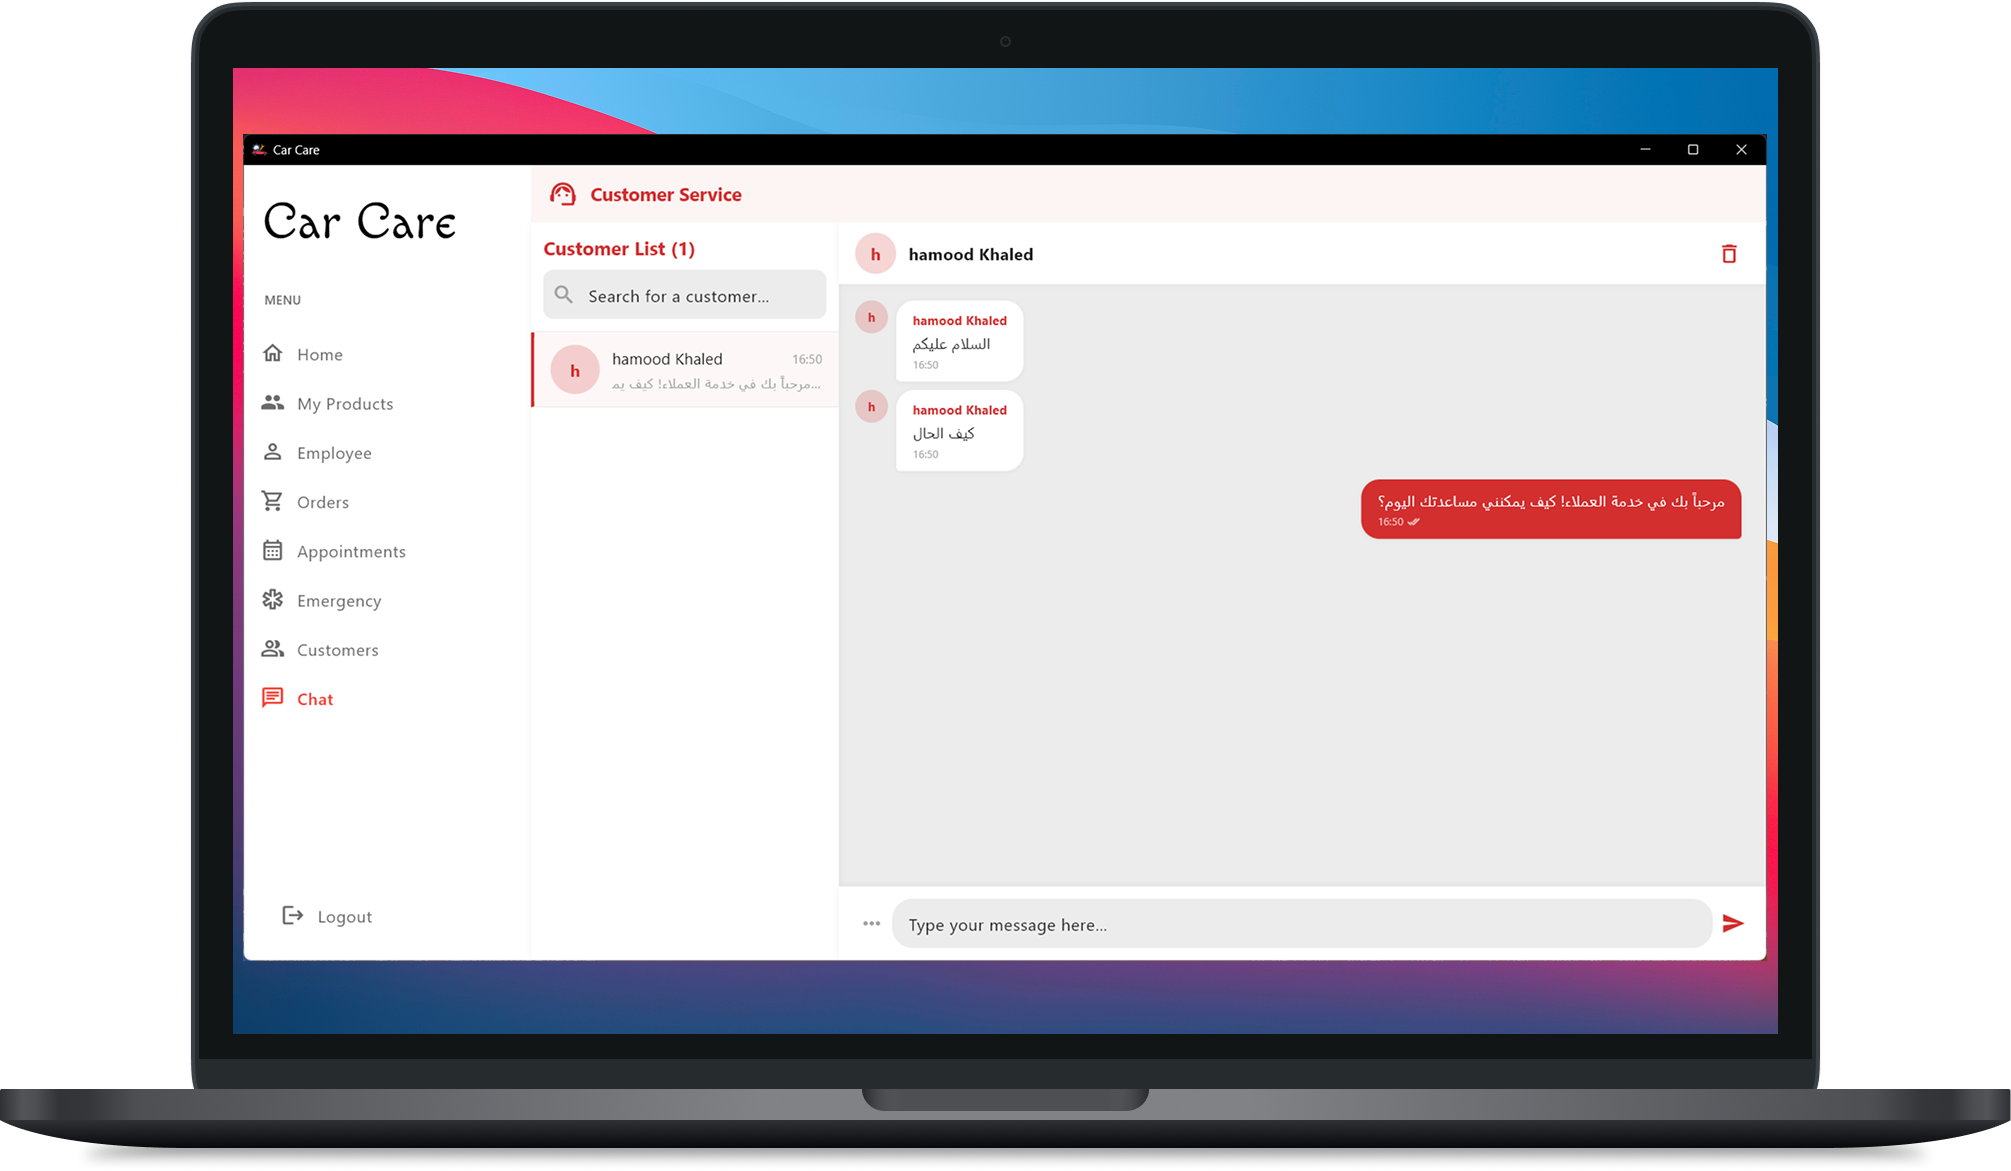 Car Care
Car Care
MENU
Home
My Products
Employee
Orders
Appointments
Emergency
Customers
Chat
Logout
Customer Service
Customer List (1)
Search for a customer...
h
hamood Khaled
16:50
مرحباً بك في خدمة العملاء! كيف يم...
h
hamood Khaled
h
hamood Khaled
السلام عليكم
16:50
h
hamood Khaled
كيف الحال
16:50
مرحباً بك في خدمة العملاء! كيف يمكنني مساعدتك اليوم؟
16:50
Type your message here...